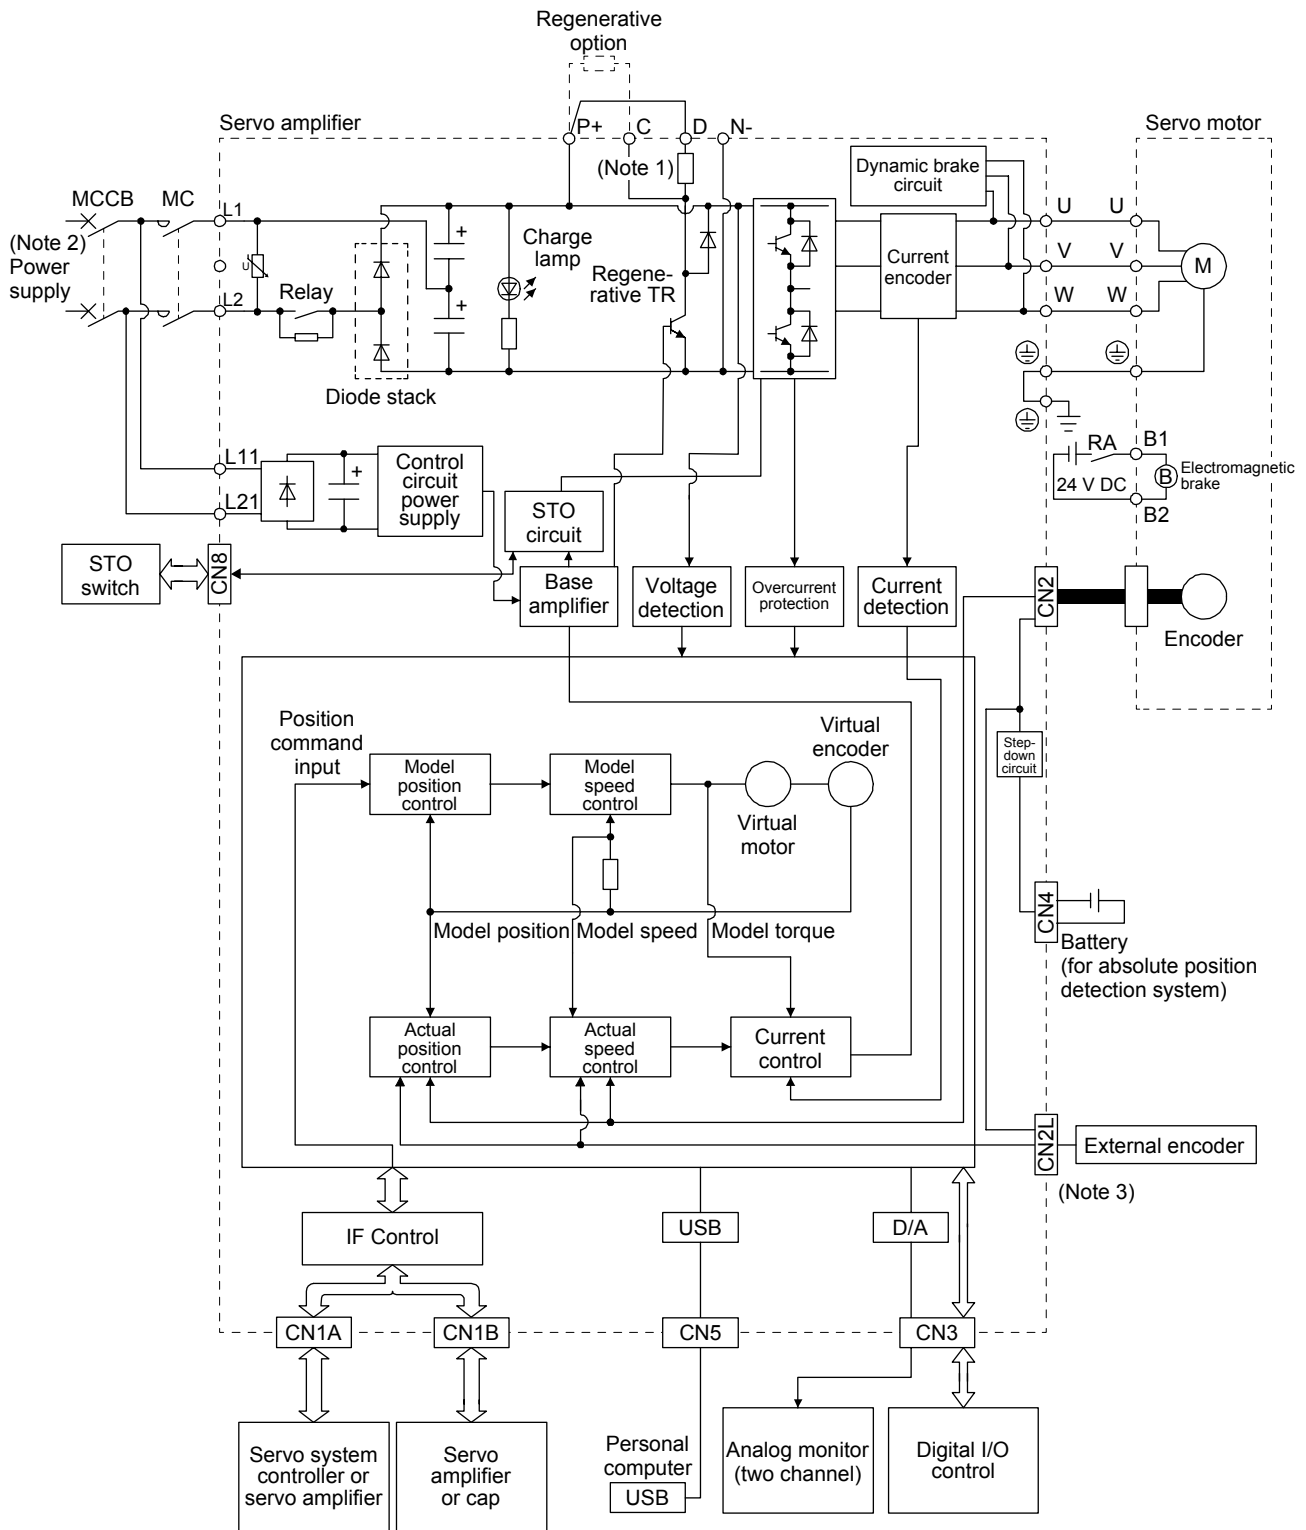 Regenerative
option
Servo amplifier
P+
C
D
N-
Servo motor
(Note 1)
Dynamic brake
circuit
MCCB
MC
L1
U
U
(Note 2)
Power
supply
U
Charge
lamp
Regene-
rative TR
Current
encoder
V
V
M
Relay
L2
W
W
Diode stack
L11
L21
Control
circuit
power
supply
RA
B1
24 V DC
B
Electromagnetic
brake
B2
STO
circuit
STO
switch
CN8
Base
amplifier
Voltage
detection
Overcurrent
protection
Current
detection
CN2
Encoder
Position
command
input
Virtual
encoder
Model
position
control
Model
speed
control
Virtual
motor
Step-
down
circuit
Model position
Model speed
Model torque
CN4
Battery
(for absolute position
detection system)
Actual
position
control
Actual
speed
control
Current
control
CN2L
External encoder
(Note 3)
IF Control
USB
D/A
CN1A
CN1B
CN5
CN3
Servo system
controller or
servo amplifier
Servo
amplifier
or cap
Personal
computer
USB
Analog monitor
(two channel)
Digital I/O
control
+
+
+